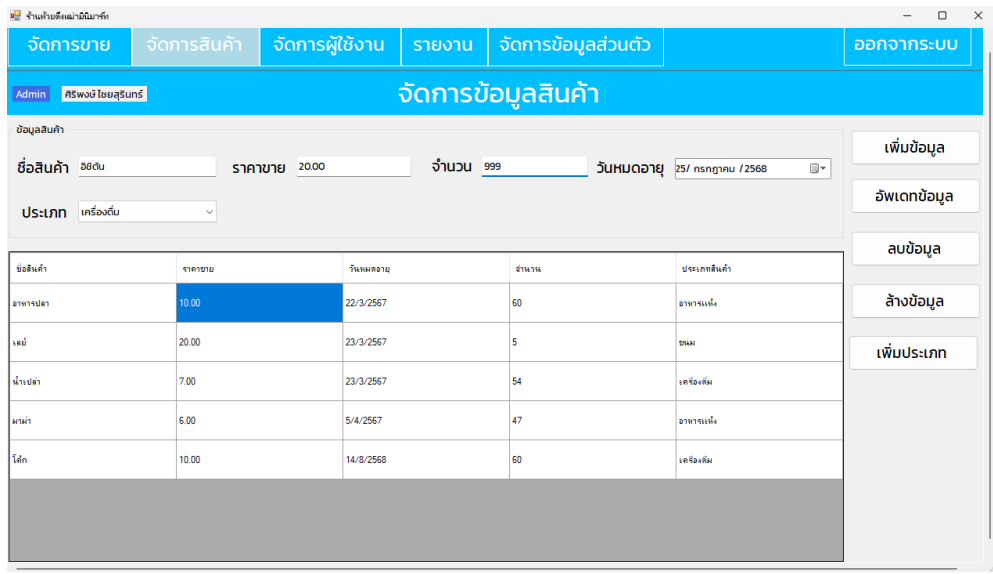 ร้านห้วยตึงเฒ่ามินิมาร์ท
จัดการขาย จัดการสินค้า จัดการผู้ใช้งาน รายงาน จัดการข้อมูลส่วนตัว ออกจากระบบ
Admin ศิริพงษ์ ไชยสุรินทร์ จัดการข้อมูลสินค้า
ข้อมูลสินค้า
ชื่อสินค้า อิชิตัน ราคาขาย 20.00 จำนวน 999 วันหมดอายุ 25/ กรกฎาคม /2568
ประเภท เครื่องดื่ม
เพิ่มข้อมูล
อัพเดทข้อมูล
ลบข้อมูล
ล้างข้อมูล
เพิ่มประเภท
ชื่อสินค้า ราคาขาย วันหมดอายุ จำนวน ประเภทสินค้า
อาหารปลา 10.00 22/3/2567 60 อาหารแห้ง
เลย์ 20.00 23/3/2567 5 ขนม
น้ำเปล่า 7.00 23/3/2567 54 เครื่องดื่ม
มาม่า 6.00 5/4/2567 47 อาหารแห้ง
โค้ก 10.00 14/8/2568 60 เครื่องดื่ม